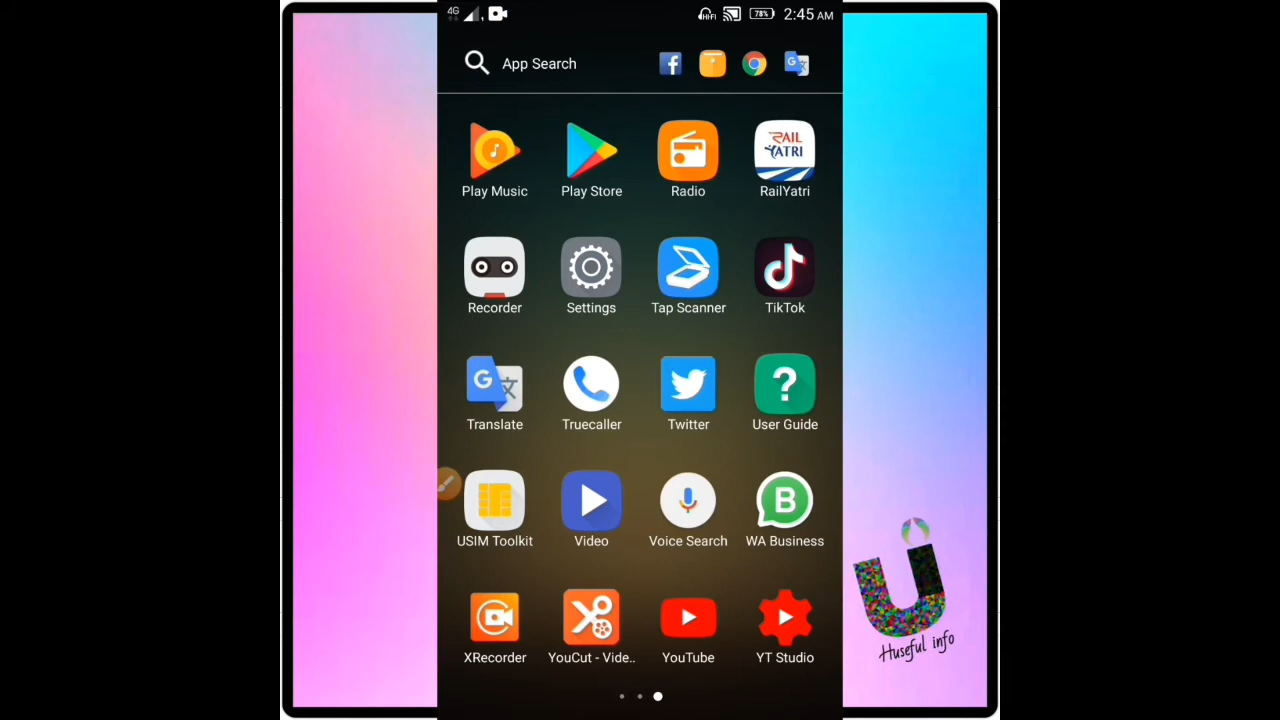 4G 78% 2:45 AM
App Search
Play Music Play Store Radio RailYatri
Recorder Settings Tap Scanner TikTok
Translate Truecaller Twitter User Guide
USIM Toolkit Video Voice Search WA Business
XRecorder YouCut - Vide.. YouTube YT Studio
Huseful info